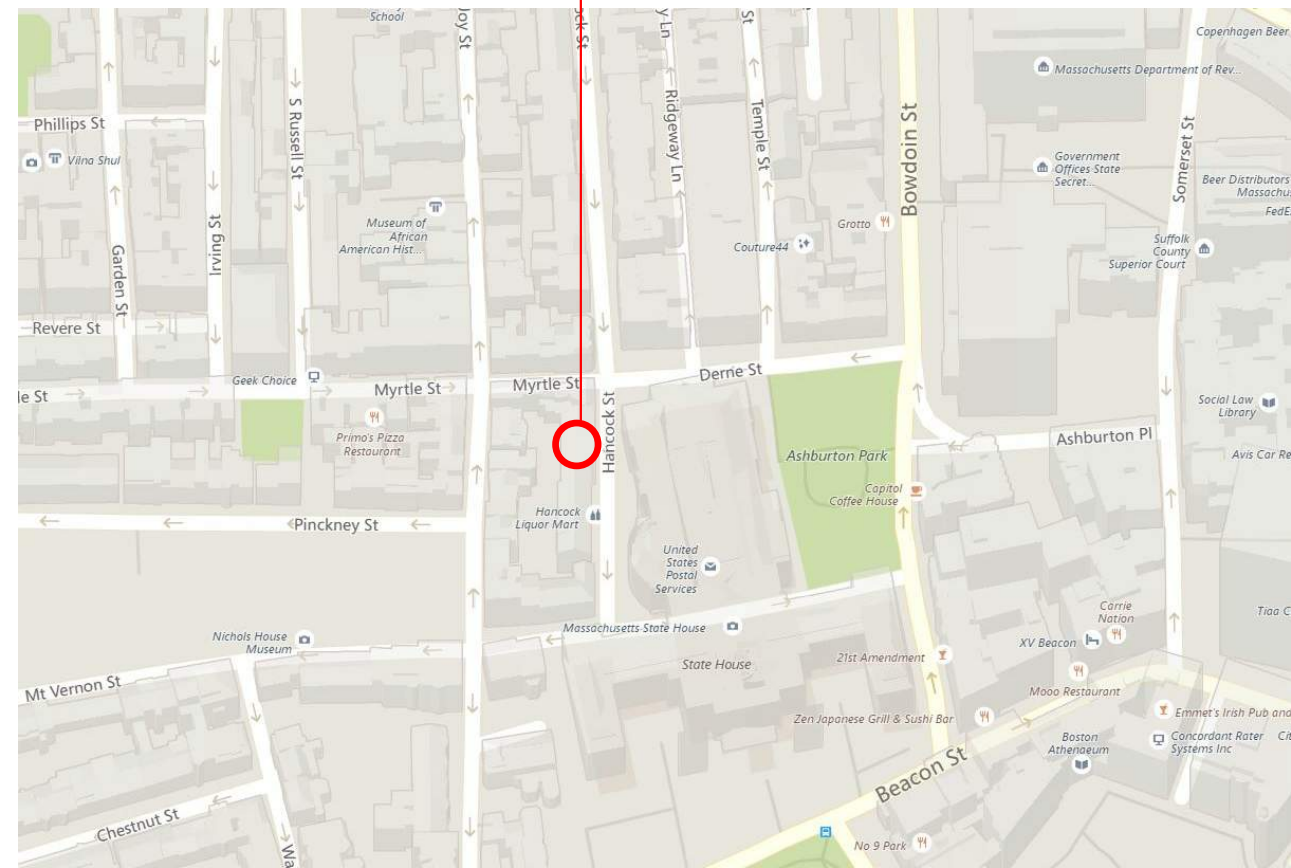 School
Joy St
ck St
y Ln
St
Copenhagen Beer
Massachusetts Department of Rev...
Phillips St
Vilna Shul
S Russell St
Ridgeway Ln
Temple St
Bowdoin St
Somerset St
Government
Offices State
Secret...
Beer Distributors
Massachu
FedE
Irving St
Garden St
Museum of
African
American Hist...
Grotto
Couture44
Suffolk
County
Superior Court
Revere St
Geek Choice
le St
Myrtle St
Myrtle St
Derne St
Hancock St
Primo's Pizza
Restaurant
Social Law
Library
Ashburton Pl
Ashburton Park
Avis Car Re
Capitol
Coffee House
Pinckney St
Hancock
Liquor Mart
United
States
Postal
Services
Carrie
Nation
Tiaa C
Massachusetts State House
Nichols House
Museum
XV Beacon
State House
21st Amendment
Mt Vernon St
Mooo Restaurant
Zen Japanese Grill & Sushi Bar
Emmet's Irish Pub and
Boston
Athenaeum
Concordant Rater
Systems Inc
Cit
Beacon St
Chestnut St
Wa
No 9 Park